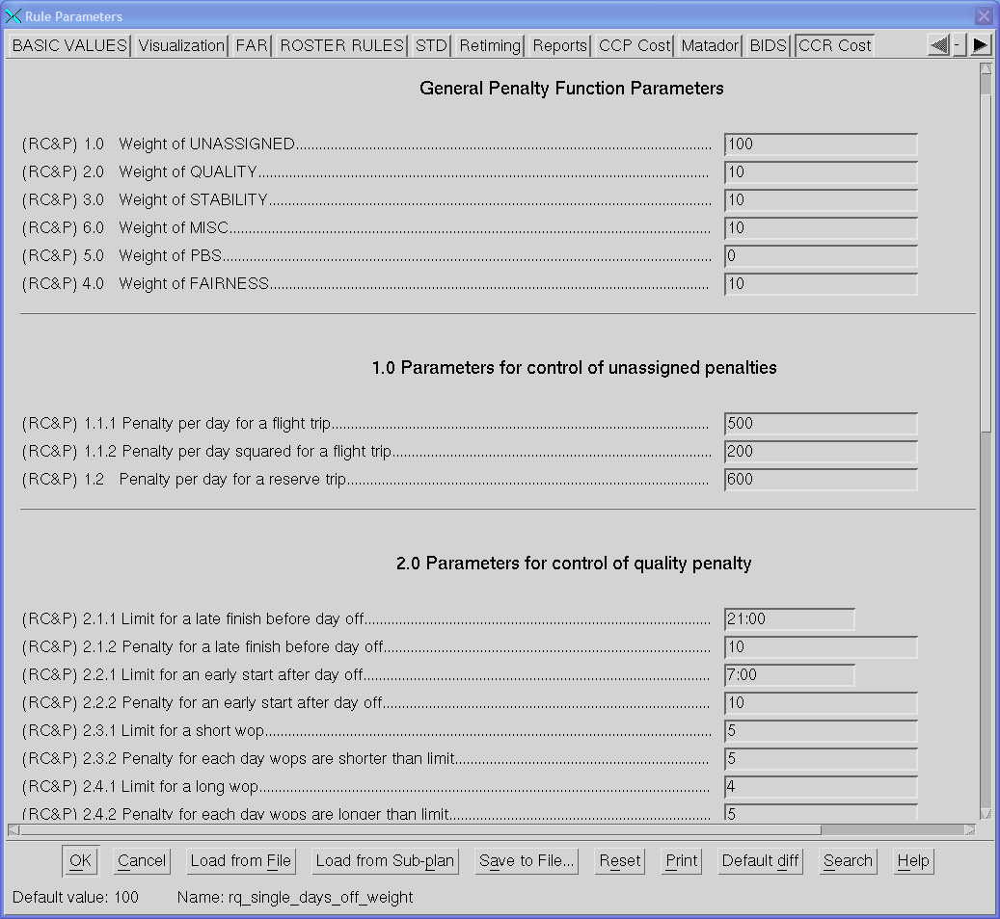 Rule Parameters
BASIC VALUES Visualization FAR ROSTER RULES STD Retiming Reports CCP Cost Matador BIDS CCR Cost -
General Penalty Function Parameters
(RC&P) 1.0 Weight of UNASSIGNED 100
(RC&P) 2.0 Weight of QUALITY 10
(RC&P) 3.0 Weight of STABILITY 10
(RC&P) 6.0 Weight of MISC 10
(RC&P) 5.0 Weight of PBS 0
(RC&P) 4.0 Weight of FAIRNESS 10
1.0 Parameters for control of unassigned penalties
(RC&P) 1.1.1 Penalty per day for a flight trip 500
(RC&P) 1.1.2 Penalty per day squared for a flight trip 200
(RC&P) 1.2 Penalty per day for a reserve trip 600
2.0 Parameters for control of quality penalty
(RC&P) 2.1.1 Limit for a late finish before day off 21:00
(RC&P) 2.1.2 Penalty for a late finish before day off 10
(RC&P) 2.2.1 Limit for an early start after day off 7:00
(RC&P) 2.2.2 Penalty for an early start after day off 10
(RC&P) 2.3.1 Limit for a short wop 5
(RC&P) 2.3.2 Penalty for each day wops are shorter than limit 5
(RC&P) 2.4.1 Limit for a long wop 4
(RC&P) 2.4.2 Penalty for each day wops are longer than limit 5
OK Cancel Load from File Load from Sub-plan Save to File... Reset Print Default diff Search Help
Default value: 100 Name: rq_single_days_off_weight